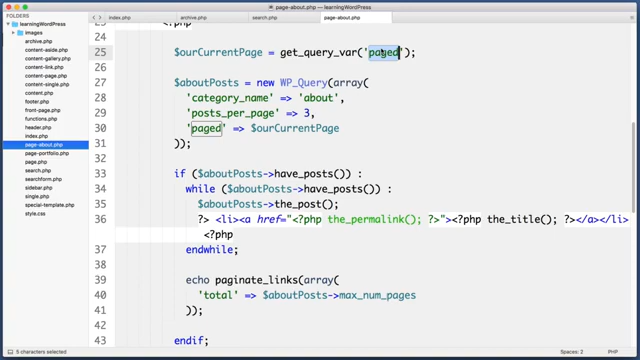 page-about.php
FOLDERS
learningWordPress
images
archive.php
content-aside.php
content-gallery.php
content-link.php
content-page.php
content-single.php
content.php
footer.php
front-page.php
functions.php
header.php
index.php
page-about.php
page-portfolio.php
page.php
search.php
searchform.php
sidebar.php
single.php
special-template.php
style.css
index.php
archive.php
search.php
page-about.php
23 <?php
24
25 $ourCurrentPage = get_query_var('paged');
26
27 $aboutPosts = new WP_Query(array(
28 'category_name' => 'about',
29 'posts_per_page' => 3,
30 'paged' => $ourCurrentPage
31 ));
32
33 if ($aboutPosts->have_posts()) :
34 while ($aboutPosts->have_posts()) :
35 $aboutPosts->the_post();
36 ?> <li><a href="<?php the_permalink(); ?>"><?php the_title(); ?></a></li>
<?php
37 endwhile;
38
39 echo paginate_links(array(
40 'total' => $aboutPosts->max_num_pages
41 ));
42
43 endif;
5 characters selected
Spaces: 2
PHP